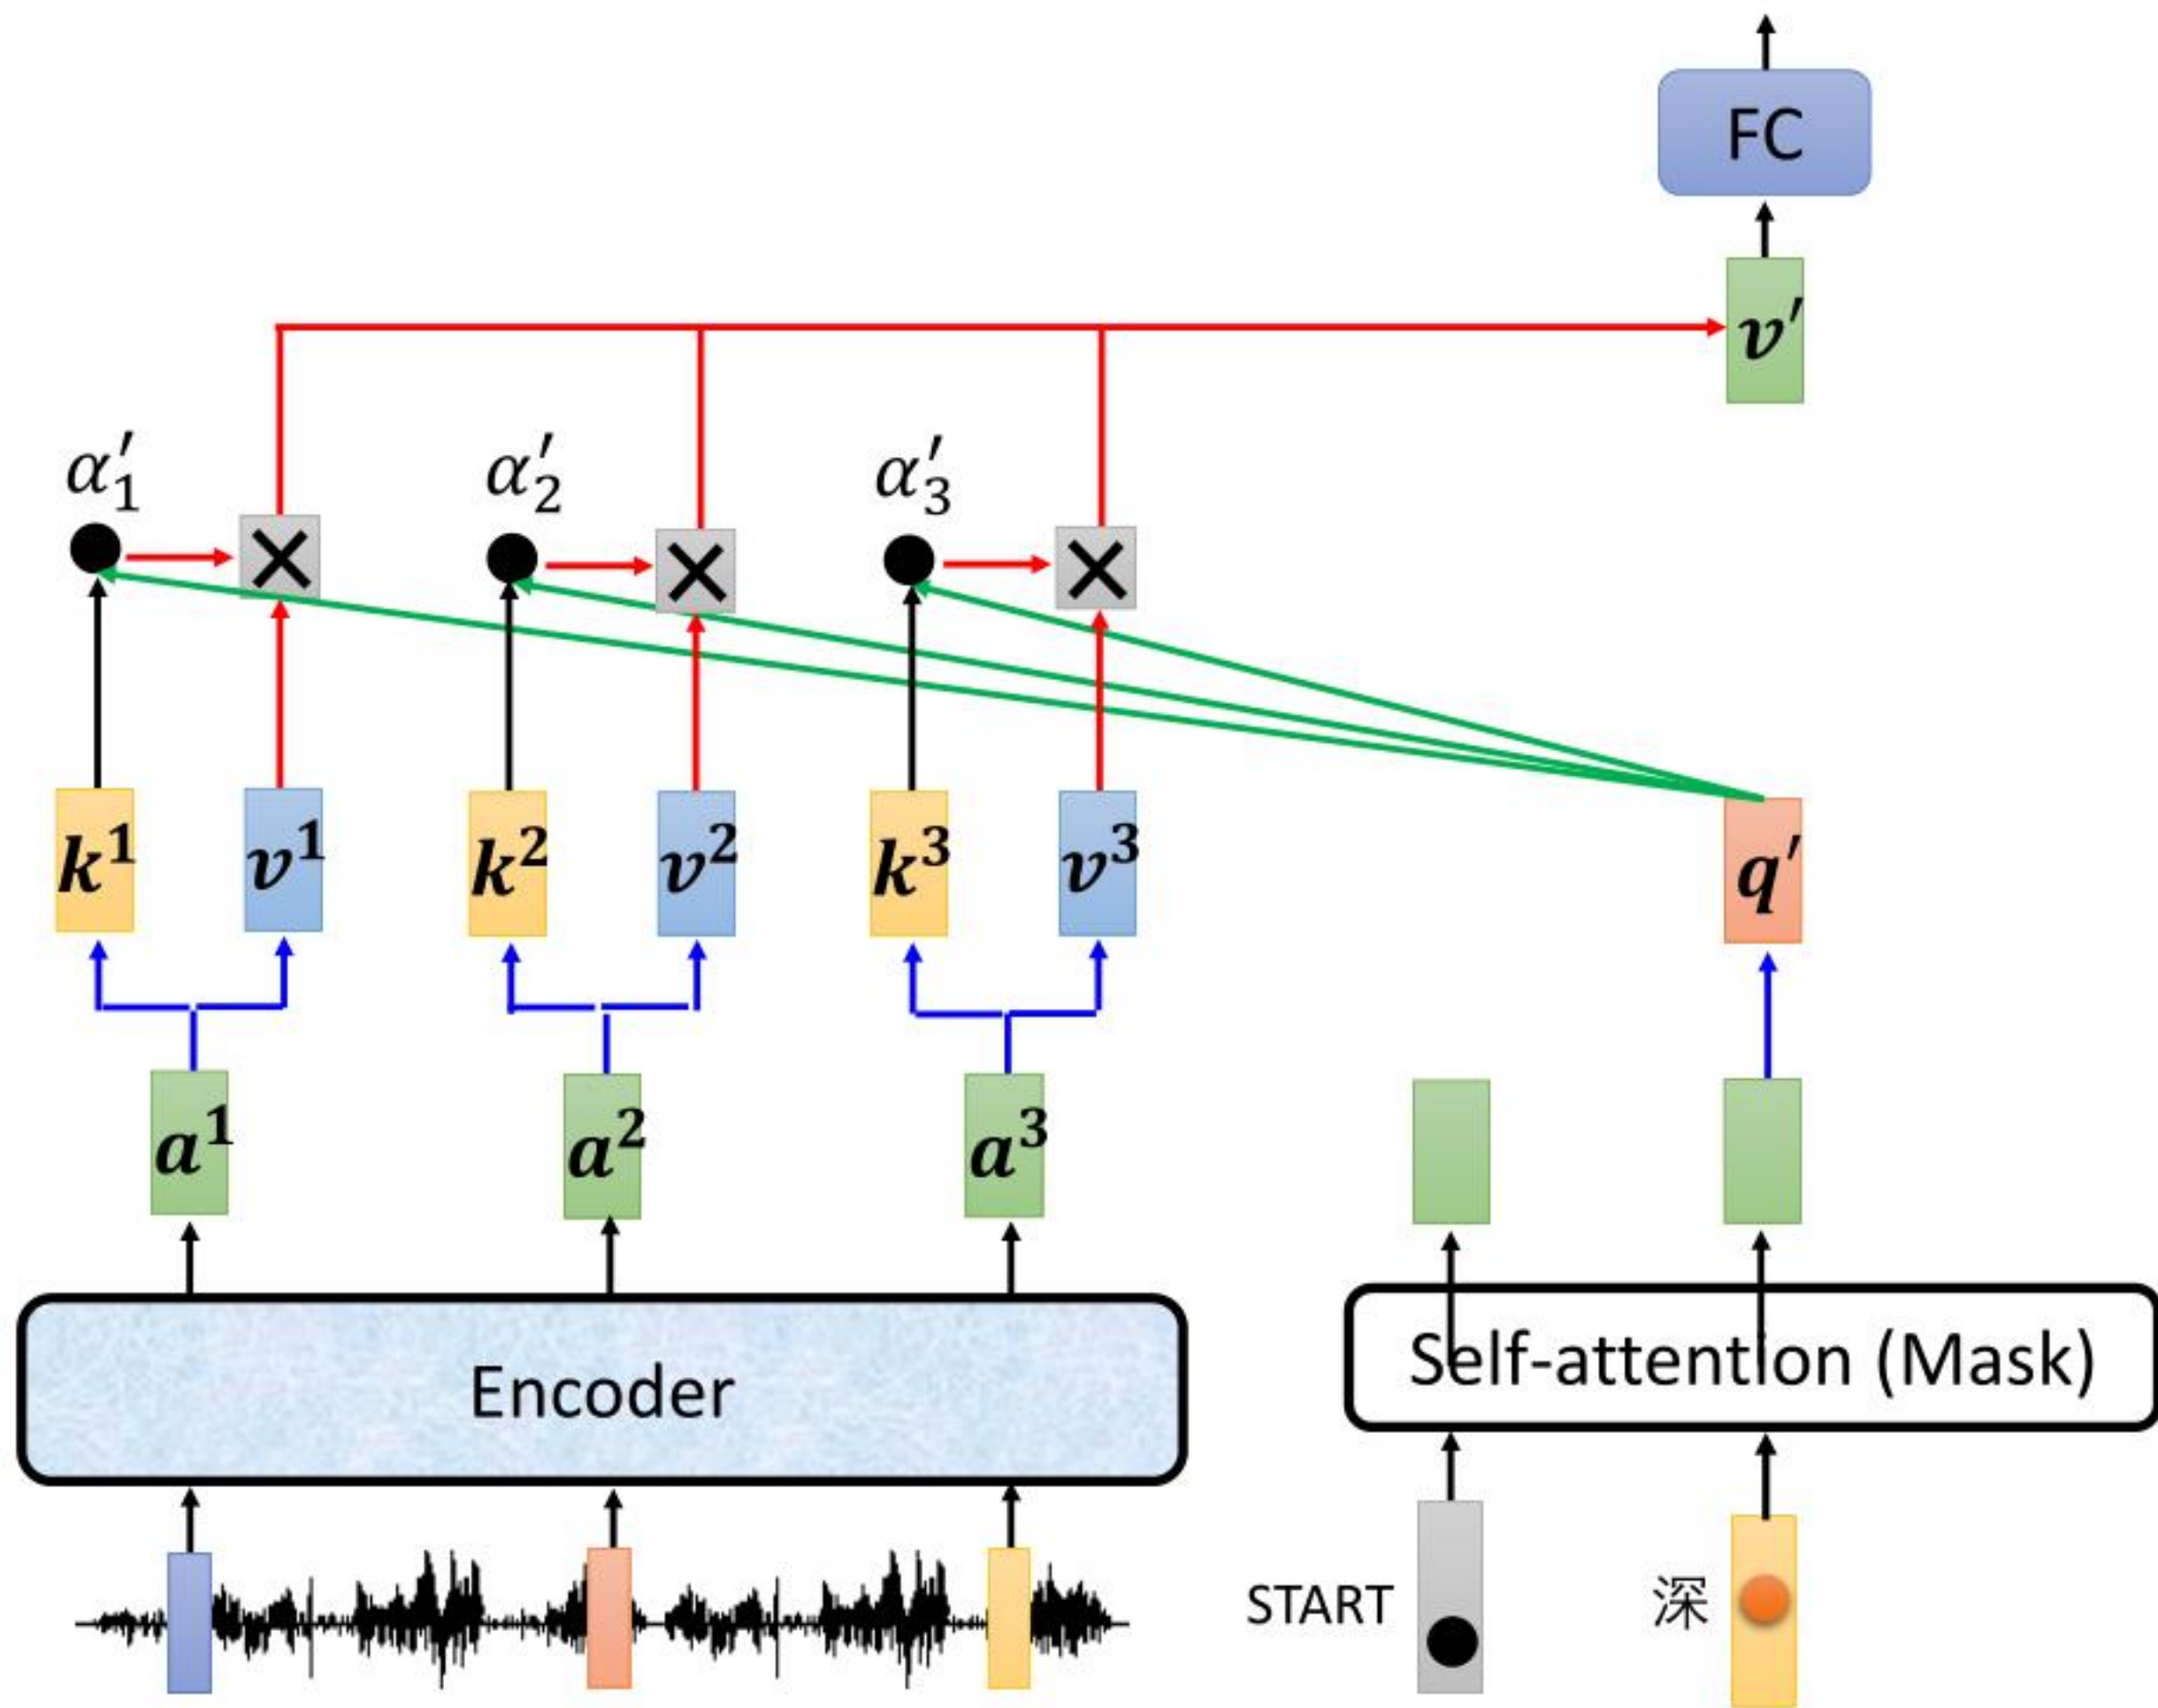 FC
v′
α′₁ α′₂ α′₃
k¹ v¹ k² v² k³ v³ q′
a¹ a² a³
Encoder
Self-attention (Mask)
START 深